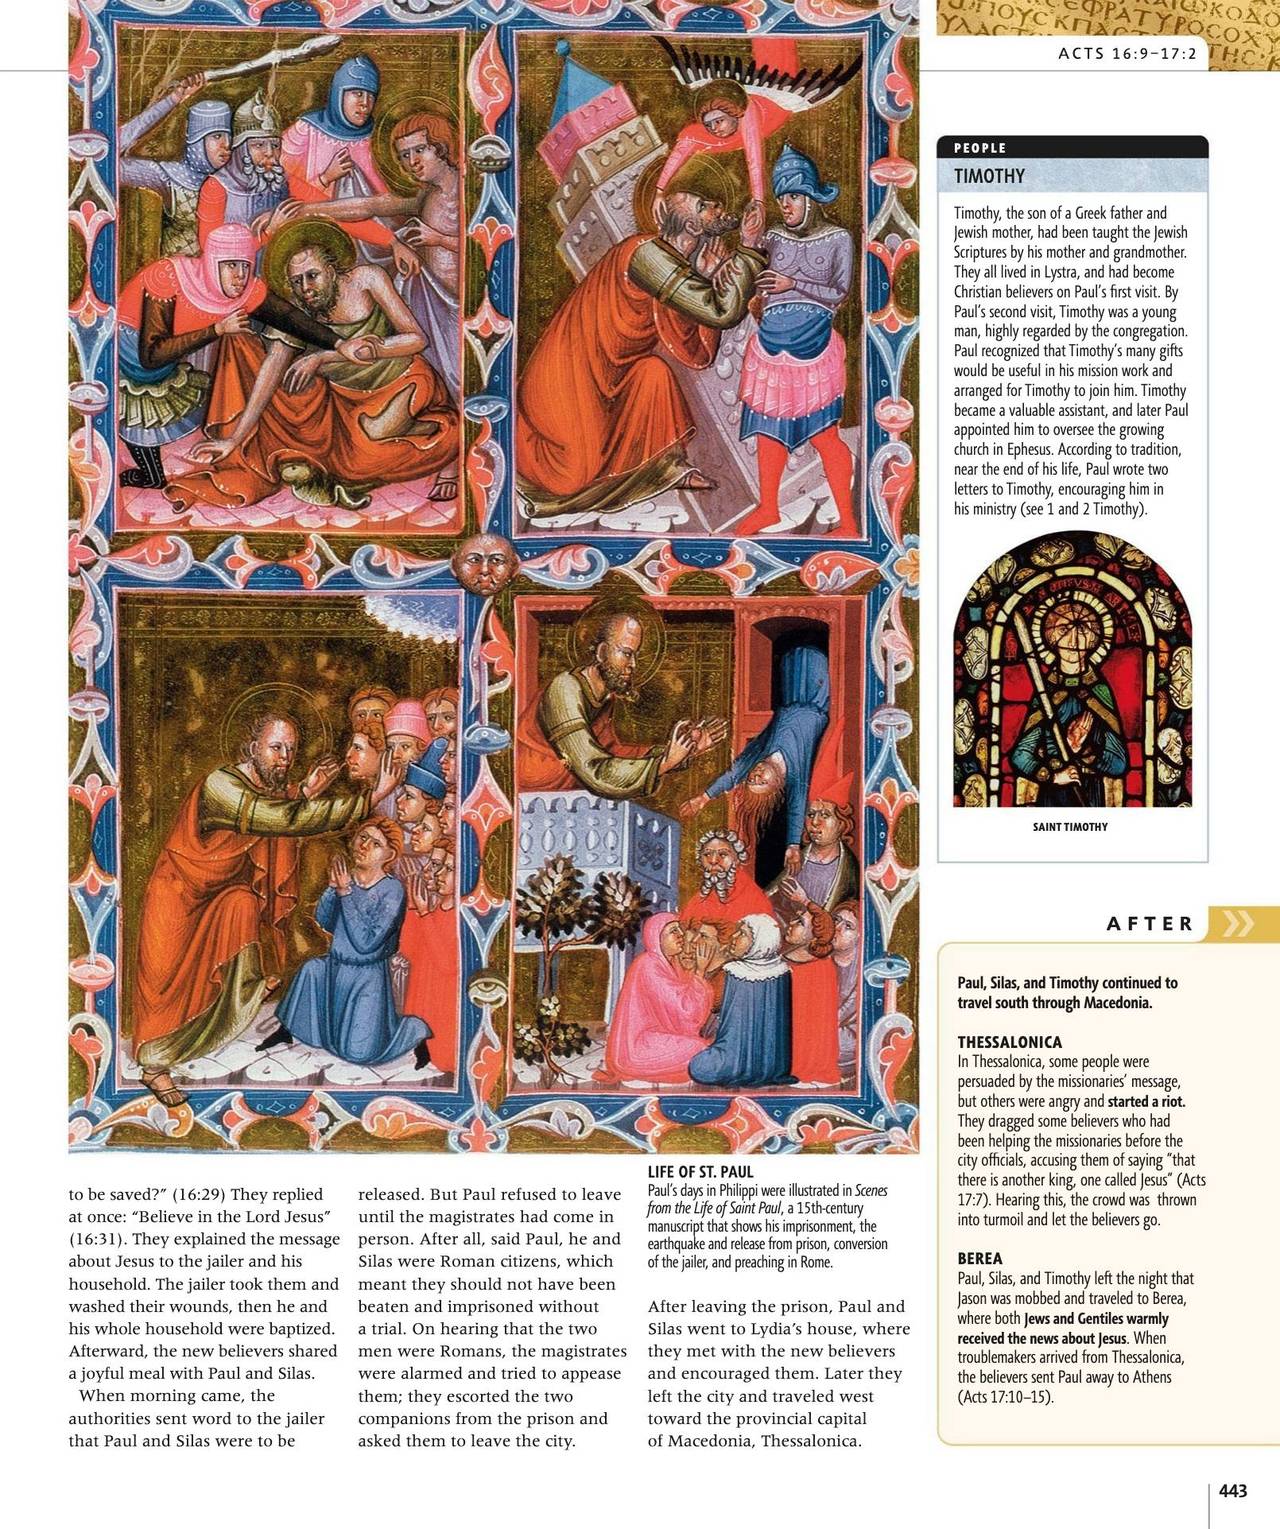 ACTS 16:9–17:2
PEOPLE
TIMOTHY
Timothy, the son of a Greek father and
Jewish mother, had been taught the Jewish
Scriptures by his mother and grandmother.
They all lived in Lystra, and had become
Christian believers on Paul’s first visit. By
Paul’s second visit, Timothy was a young
man, highly regarded by the congregation.
Paul recognized that Timothy’s many gifts
would be useful in his mission work and
arranged for Timothy to join him. Timothy
became a valuable assistant, and later Paul
appointed him to oversee the growing
church in Ephesus. According to tradition,
near the end of his life, Paul wrote two
letters to Timothy, encouraging him in
his ministry (see 1 and 2 Timothy).
SAINT TIMOTHY
to be saved?” (16:29) They replied
at once: “Believe in the Lord Jesus”
(16:31). They explained the message
about Jesus to the jailer and his
household. The jailer took them and
washed their wounds, then he and
his whole household were baptized.
Afterward, the new believers shared
a joyful meal with Paul and Silas.
When morning came, the
authorities sent word to the jailer
that Paul and Silas were to be
released. But Paul refused to leave
until the magistrates had come in
person. After all, said Paul, he and
Silas were Roman citizens, which
meant they should not have been
beaten and imprisoned without
a trial. On hearing that the two
men were Romans, the magistrates
were alarmed and tried to appease
them; they escorted the two
companions from the prison and
asked them to leave the city.
LIFE OF ST. PAUL
Paul’s days in Philippi were illustrated in Scenes
from the Life of Saint Paul, a 15th-century
manuscript that shows his imprisonment, the
earthquake and release from prison, conversion
of the jailer, and preaching in Rome.
After leaving the prison, Paul and
Silas went to Lydia’s house, where
they met with the new believers
and encouraged them. Later they
left the city and traveled west
toward the provincial capital
of Macedonia, Thessalonica.
AFTER
Paul, Silas, and Timothy continued to
travel south through Macedonia.
THESSALONICA
In Thessalonica, some people were
persuaded by the missionaries’ message,
but others were angry and started a riot.
They dragged some believers who had
been helping the missionaries before the
city officials, accusing them of saying “that
there is another king, one called Jesus” (Acts
17:7). Hearing this, the crowd was thrown
into turmoil and let the believers go.
BEREA
Paul, Silas, and Timothy left the night that
Jason was mobbed and traveled to Berea,
where both Jews and Gentiles warmly
received the news about Jesus. When
troublemakers arrived from Thessalonica,
the believers sent Paul away to Athens
(Acts 17:10–15).
443